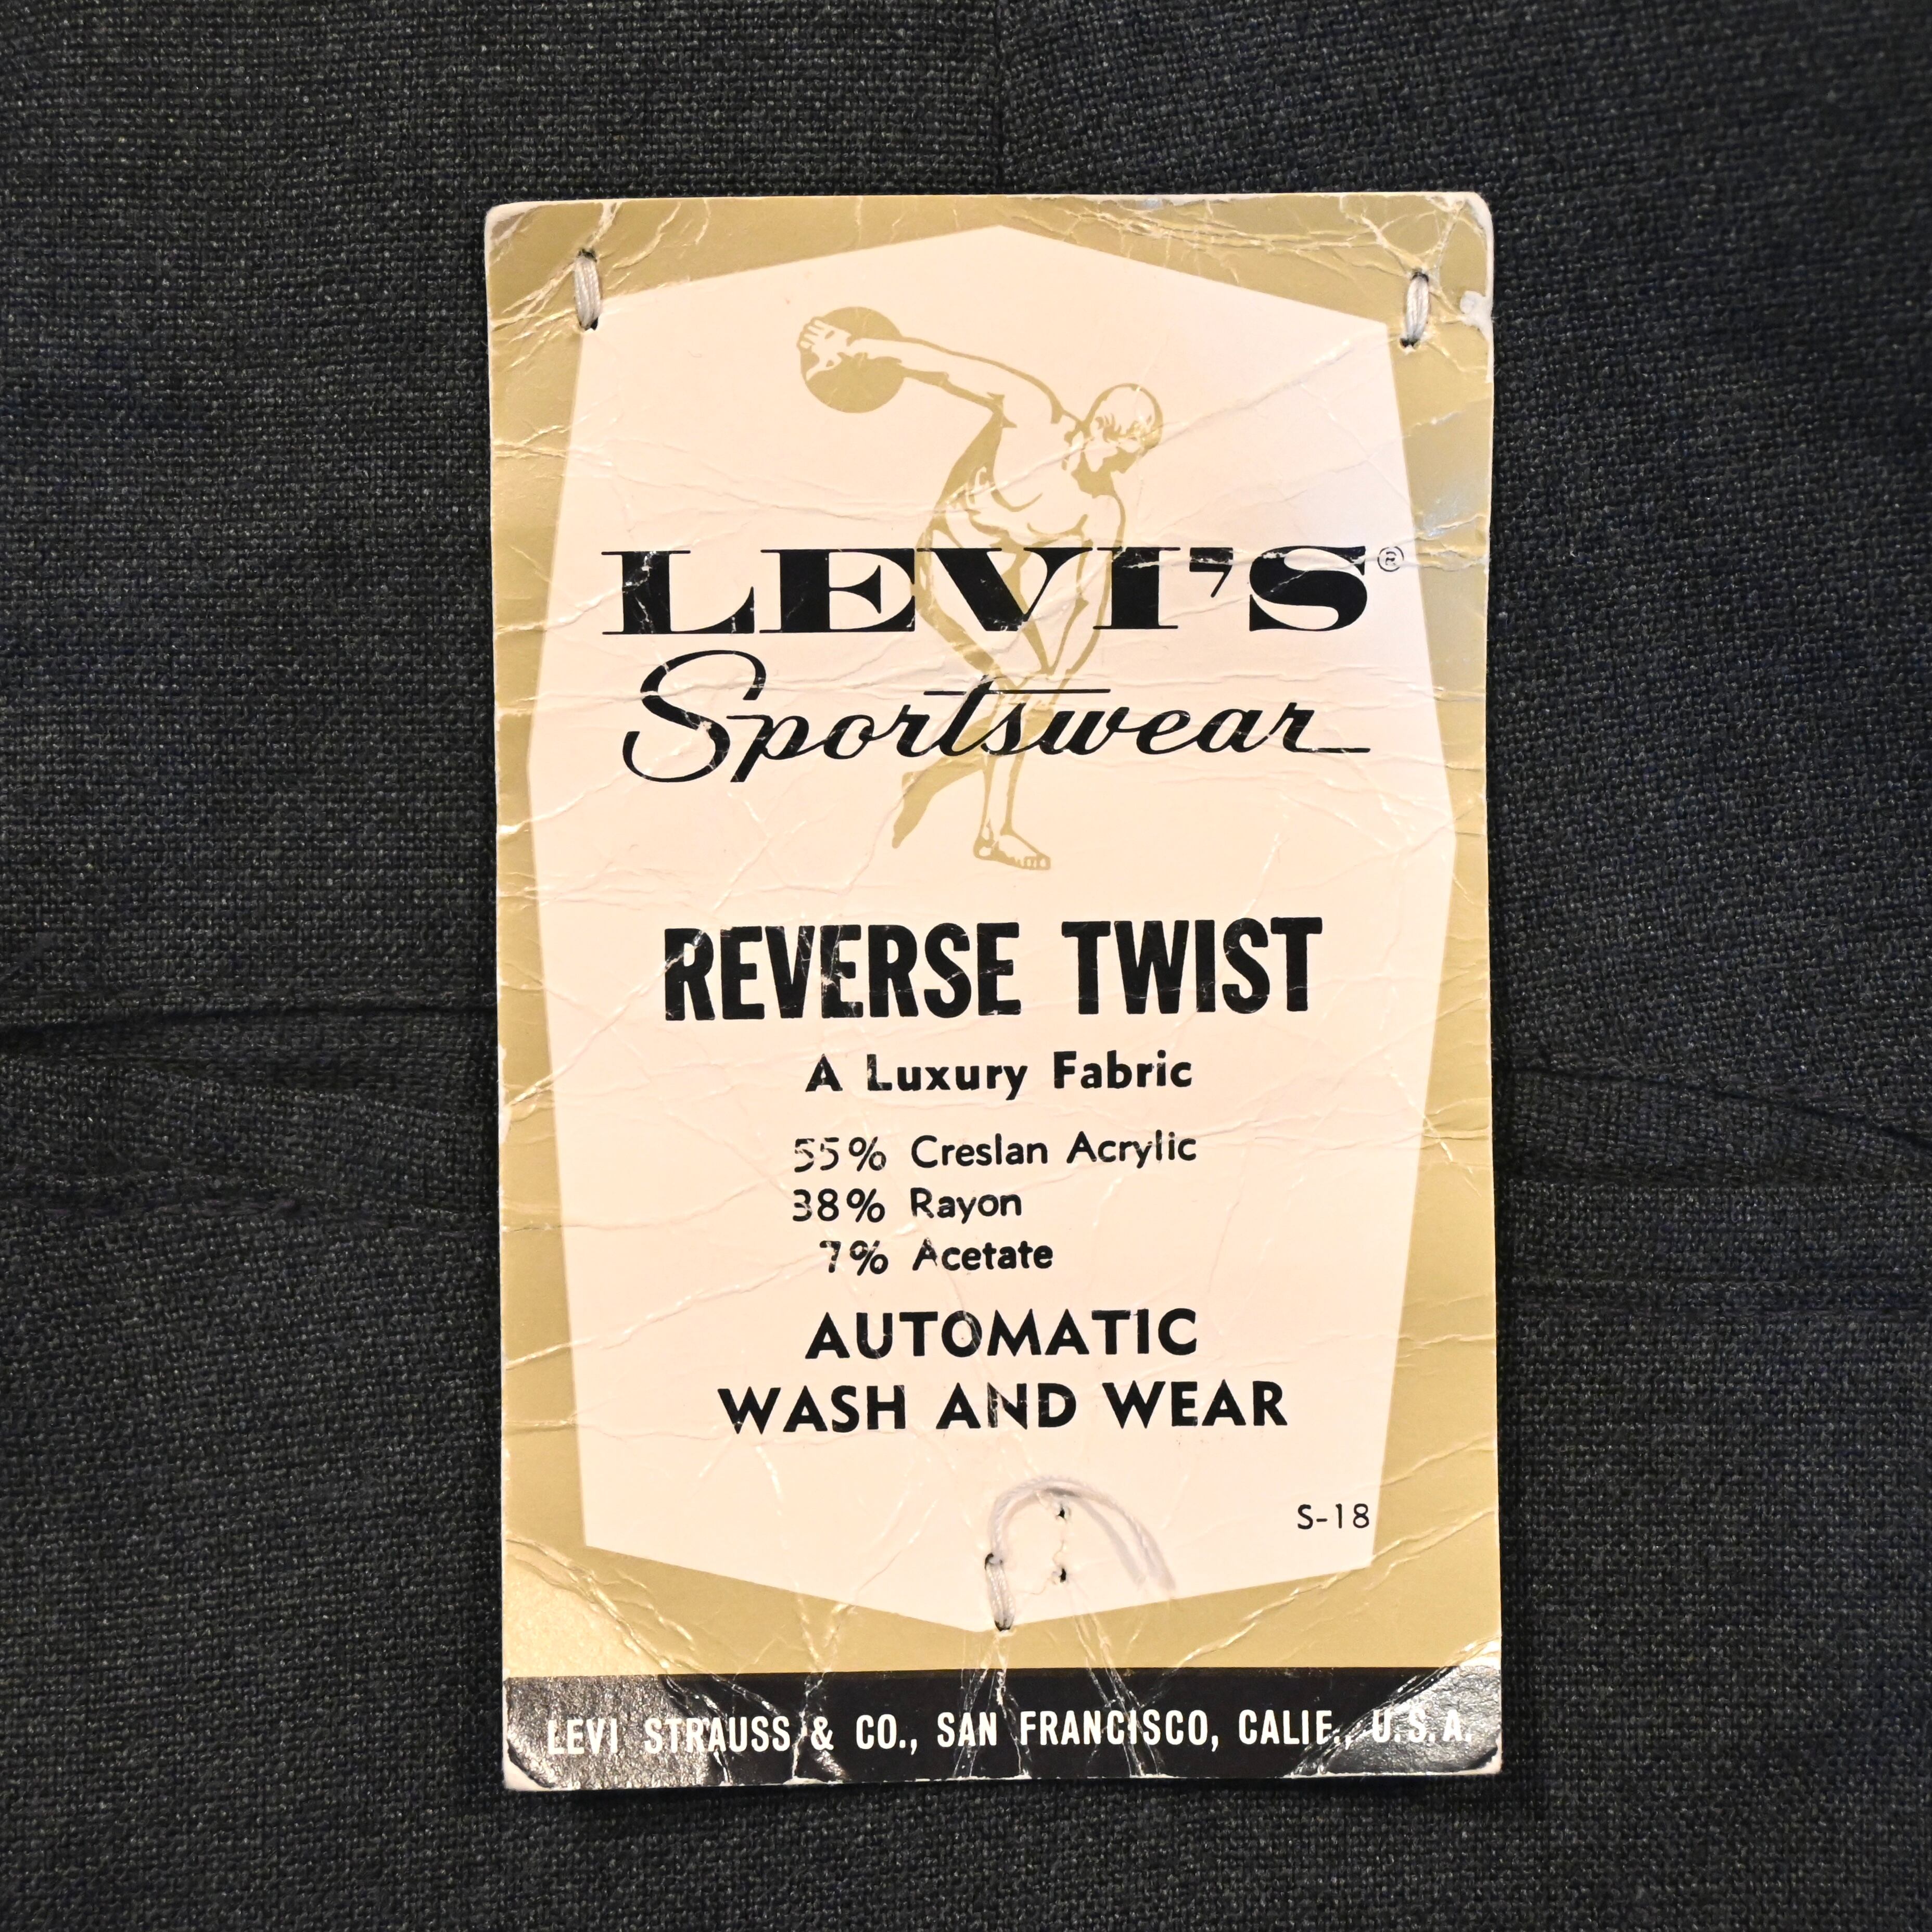 LEVI'S®
Sportswear
REVERSE TWIST
A Luxury Fabric
55% Creslan Acrylic
38% Rayon
7% Acetate
AUTOMATIC
WASH AND WEAR
S-18
LEVI STRAUSS & CO., SAN FRANCISCO, CALIF., U.S.A.